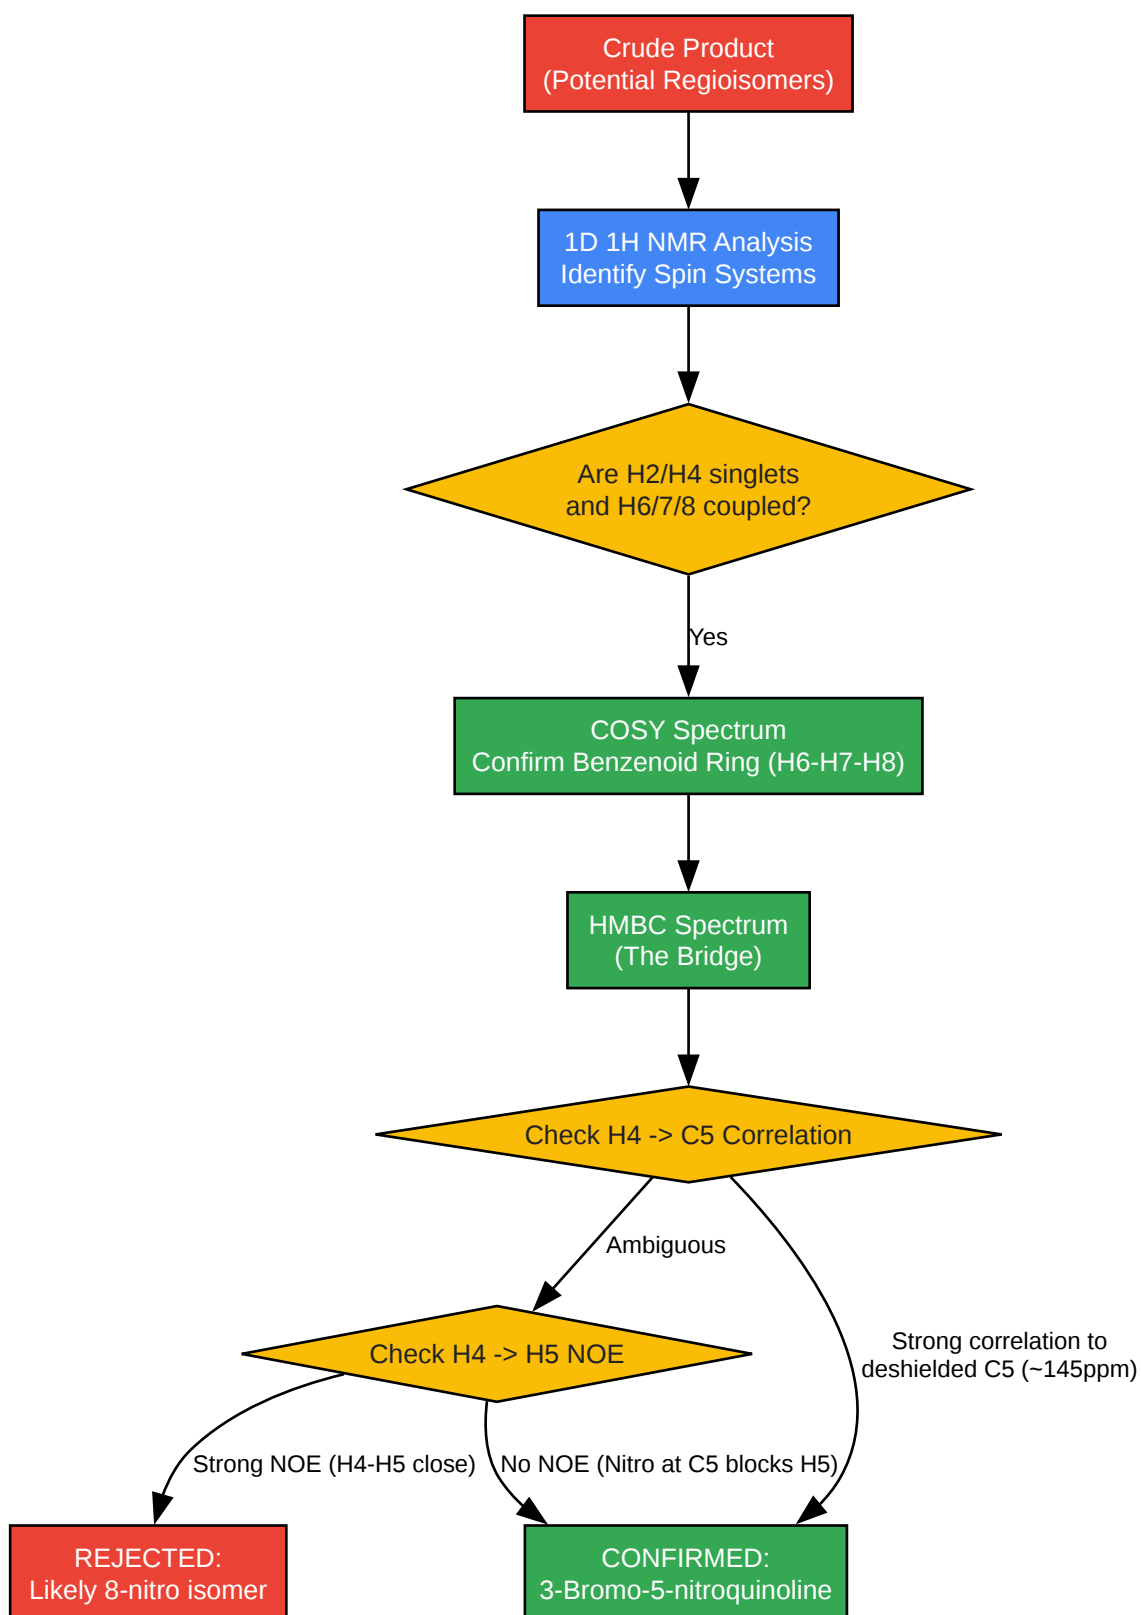 Crude Product
(Potential Regioisomers)
1D 1H NMR Analysis
Identify Spin Systems
Are H2/H4 singlets
and H6/7/8 coupled?
Yes
COSY Spectrum
Confirm Benzenoid Ring (H6-H7-H8)
HMBC Spectrum
(The Bridge)
Check H4 -> C5 Correlation
Ambiguous
Strong correlation to
deshielded C5 (~145ppm)
Check H4 -> H5 NOE
Strong NOE (H4-H5 close)
No NOE (Nitro at C5 blocks H5)
REJECTED:
Likely 8-nitro isomer
CONFIRMED:
3-Bromo-5-nitroquinoline